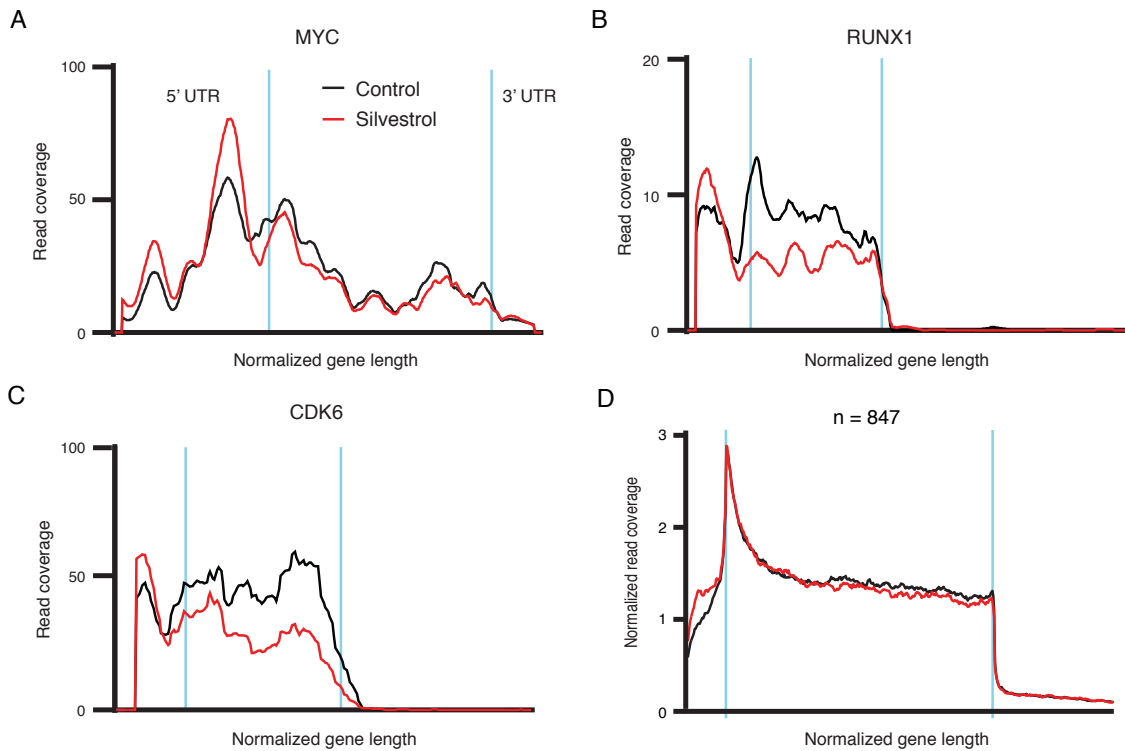 A
MYC
100
50
0
Read coverage
5’ UTR
Control
Silvestrol
3’ UTR
Normalized gene length
B
RUNX1
20
10
0
Read coverage
Normalized gene length
C
CDK6
100
50
0
Read coverage
Normalized gene length
D
n = 847
3
2
1
0
Normalized read coverage
Normalized gene length